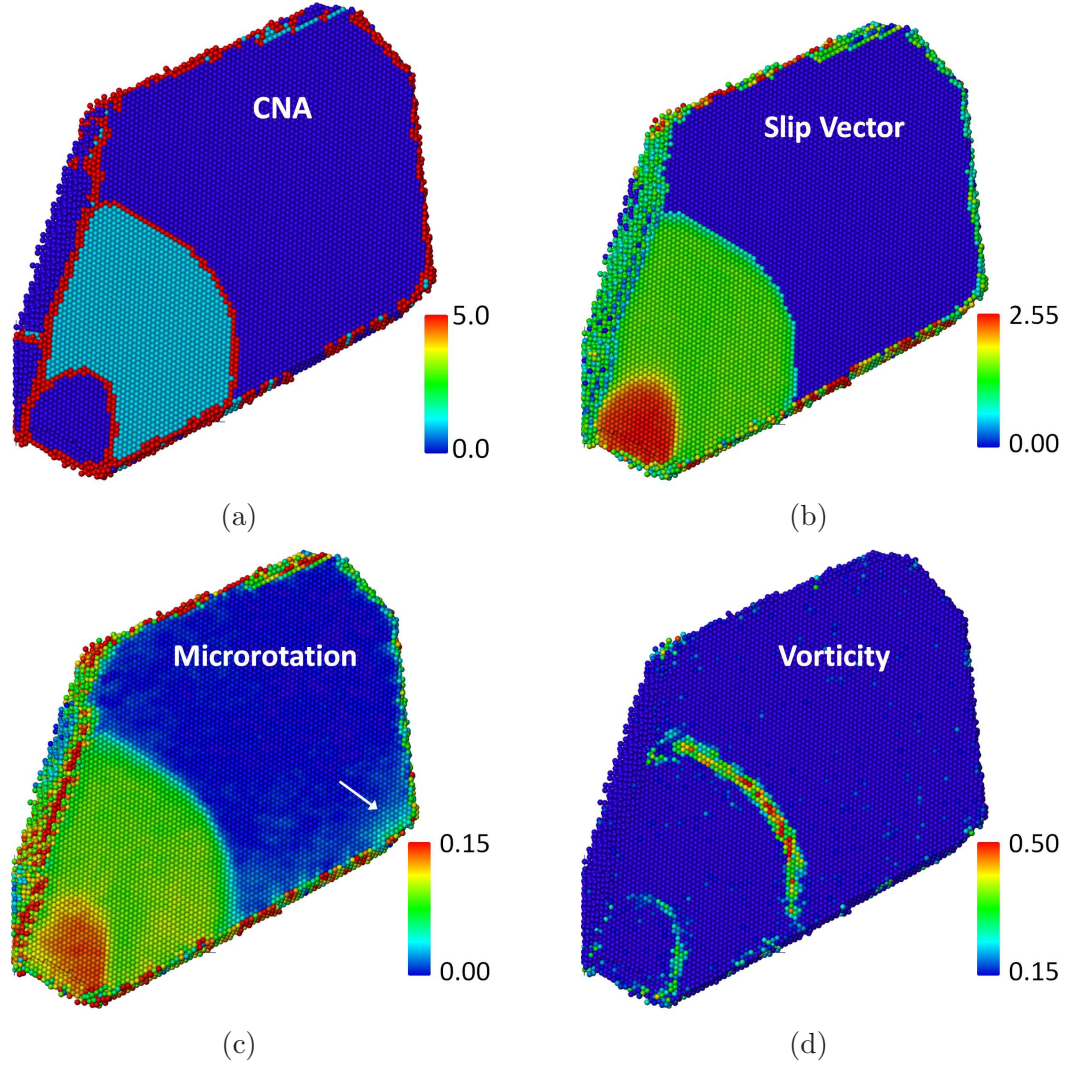 CNA
5.0
0.0
(a)
Slip Vector
2.55
0.00
(b)
Microrotation
0.15
0.00
(c)
Vorticity
0.50
0.15
(d)